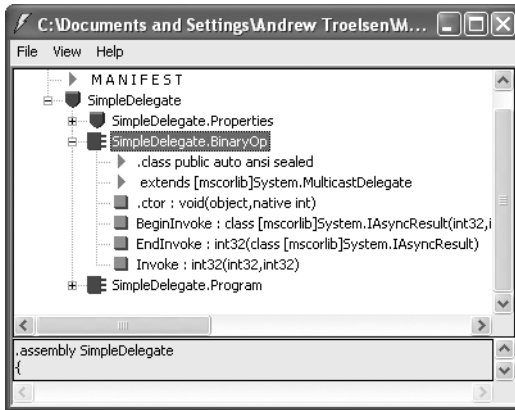 C:\Documents and Settings\Andrew Troelsen\M...
File View Help
MANIFEST
SimpleDelegate
SimpleDelegate.Properties
SimpleDelegate.BinaryOp
.class public auto ansi sealed
extends [mscorlib]System.MulticastDelegate
.ctor : void(object,native int)
BeginInvoke : class [mscorlib]System.IAsyncResult(int32,i
EndInvoke : int32(class [mscorlib]System.IAsyncResult)
Invoke : int32(int32,int32)
SimpleDelegate.Program
.assembly SimpleDelegate
{